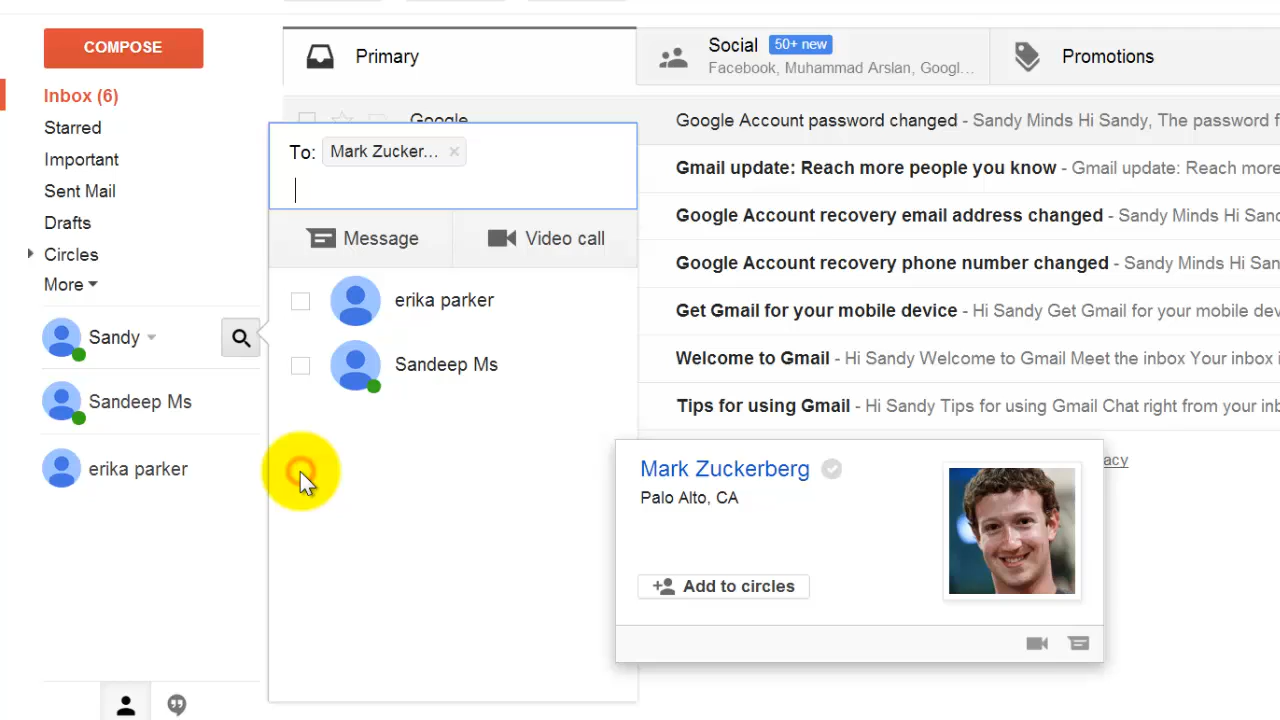 COMPOSE
Inbox (6)
Starred
Important
Sent Mail
Drafts
Circles
More
Sandy
Sandeep Ms
erika parker
Primary
Social 50+ new
Facebook, Muhammad Arslan, Googl...
Promotions
Google
To: Mark Zucker... ×
Message
Video call
erika parker
Sandeep Ms
Google Account password changed - Sandy Minds Hi Sandy, The password f
Gmail update: Reach more people you know - Gmail update: Reach more
Google Account recovery email address changed - Sandy Minds Hi Sand
Google Account recovery phone number changed - Sandy Minds Hi San
Get Gmail for your mobile device - Hi Sandy Get Gmail for your mobile dev
Welcome to Gmail - Hi Sandy Welcome to Gmail Meet the inbox Your inbox i
Tips for using Gmail - Hi Sandy Tips for using Gmail Chat right from your inb
acy
Mark Zuckerberg
Palo Alto, CA
Add to circles